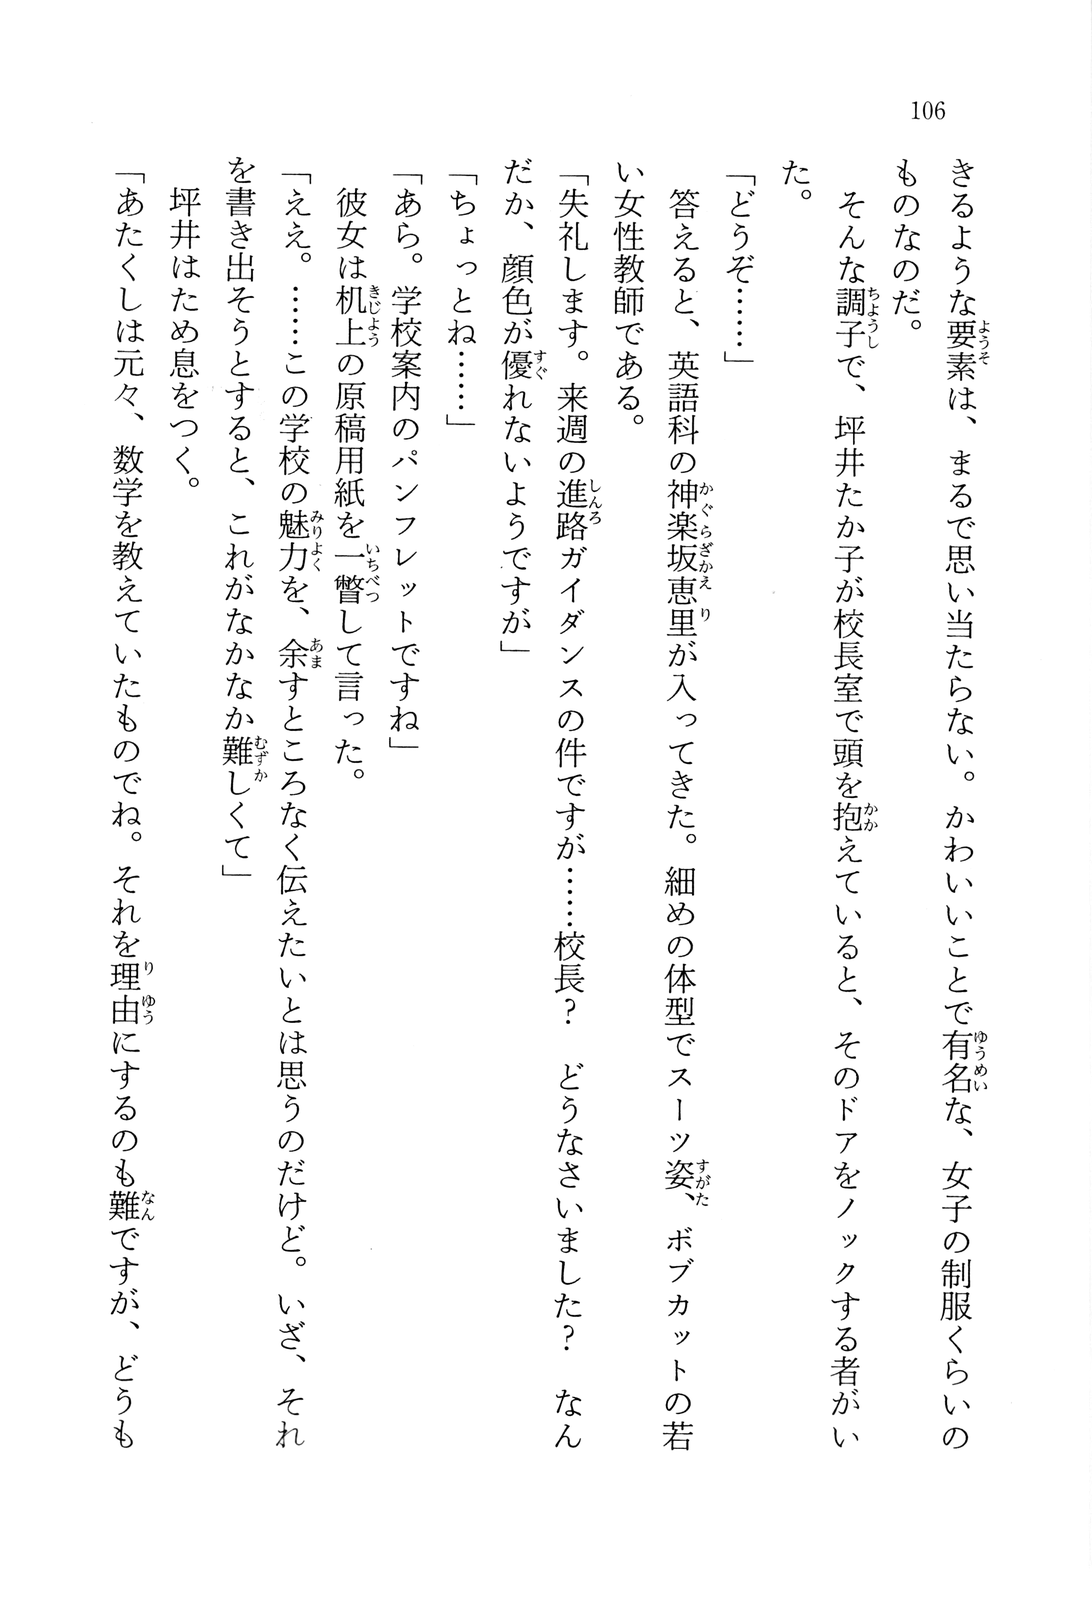 106
きるような要素は、まるで思い当たらない。かわいいことで有名な、女子の制服くらいの
ものなのだ。
そんな調子で、坪井たか子が校長室で頭を抱えていると、そのドアをノックする者がい
た。
「どうぞ……」
答えると、英語科の神楽坂恵里が入ってきた。細めの体型でスーツ姿、ボブカットの若
い女性教師である。
「失礼します。来週の進路ガイダンスの件ですが……校長？　どうなさいました？　なん
だか、顔色が優れないようですが」
「ちょっとね……」
「あら。学校案内のパンフレットですね」
彼女は机上の原稿用紙を一瞥して言った。
「ええ。……この学校の魅力を、余すところなく伝えたいとは思うのだけど。いざ、それ
を書き出そうとすると、これがなかなか難しくて」
坪井はため息をつく。
「あたくしは元々、数学を教えていたものでね。それを理由にするのも難ですが、どうも